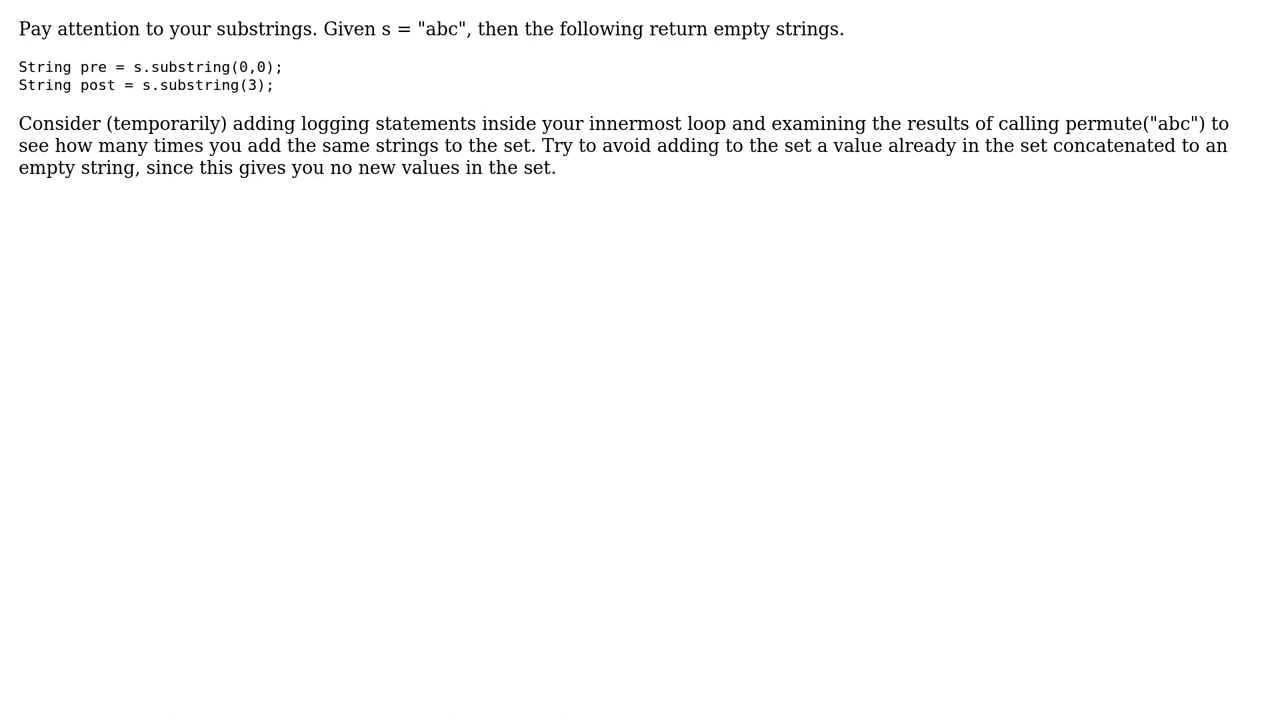 Pay attention to your substrings. Given s = "abc", then the following return empty strings.
String pre = s.substring(0,0);
String post = s.substring(3);
Consider (temporarily) adding logging statements inside your innermost loop and examining the results of calling permute("abc") to
see how many times you add the same strings to the set. Try to avoid adding to the set a value already in the set concatenated to an
empty string, since this gives you no new values in the set.